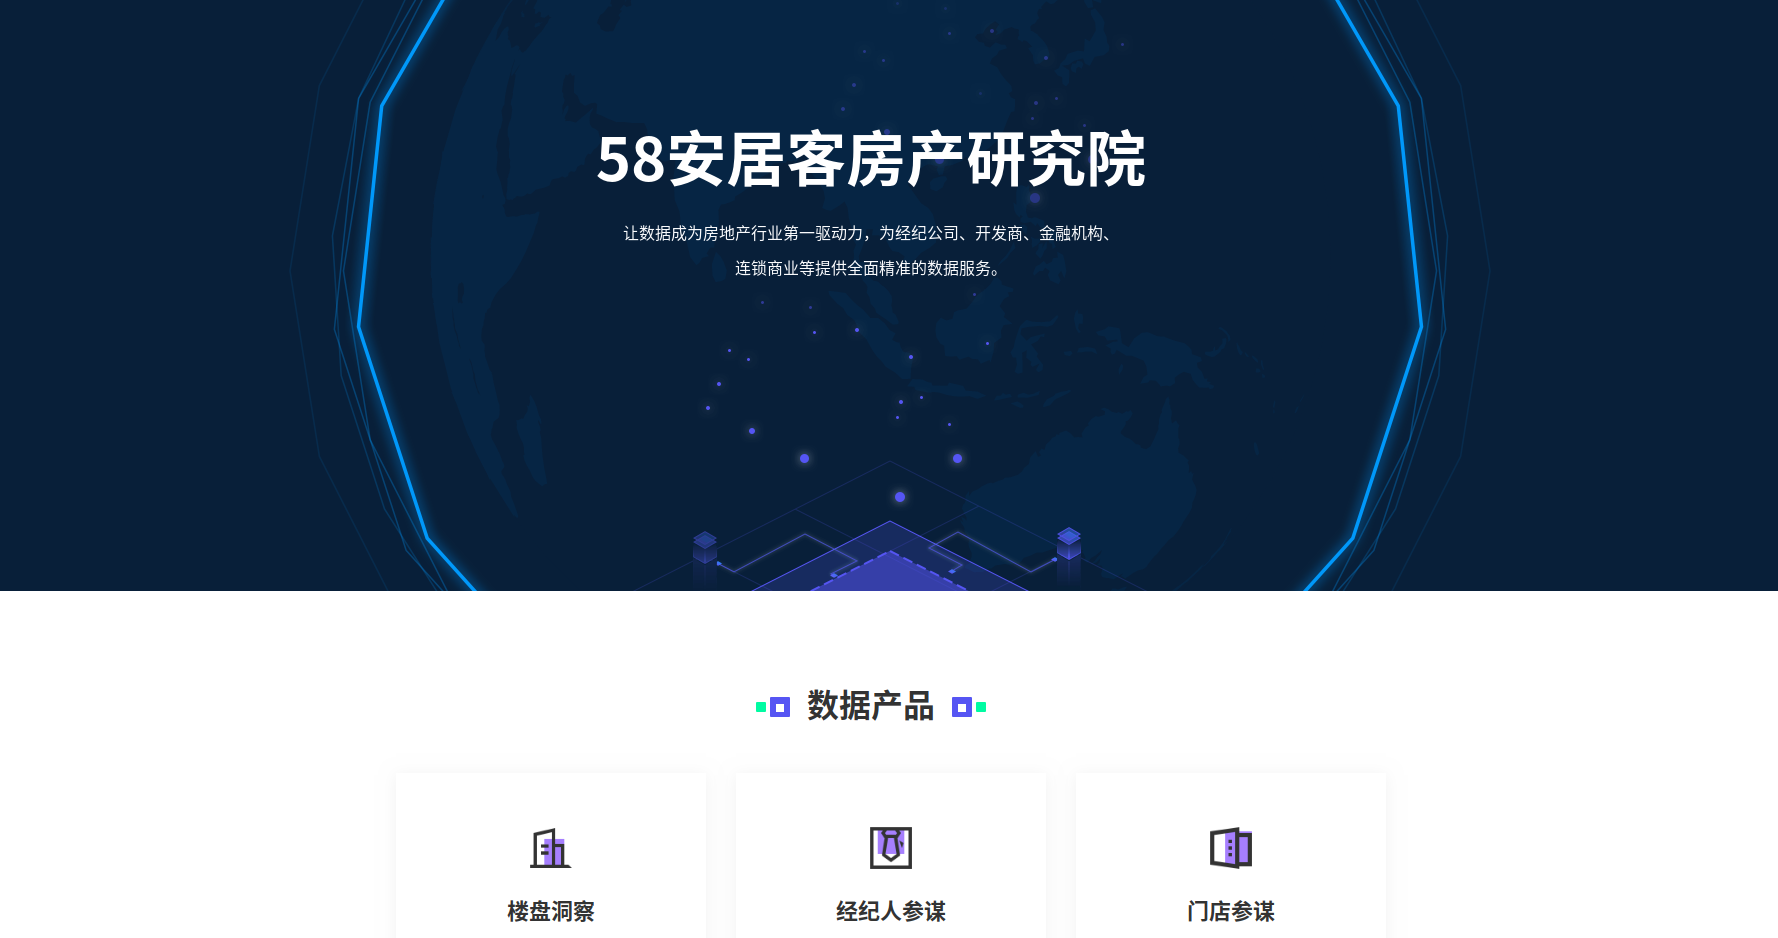 58安居客房产研究院
让数据成为房地产行业第一驱动力，为经纪公司、开发商、金融机构、
连锁商业等提供全面精准的数据服务。
数据产品
楼盘洞察
经纪人参谋
门店参谋